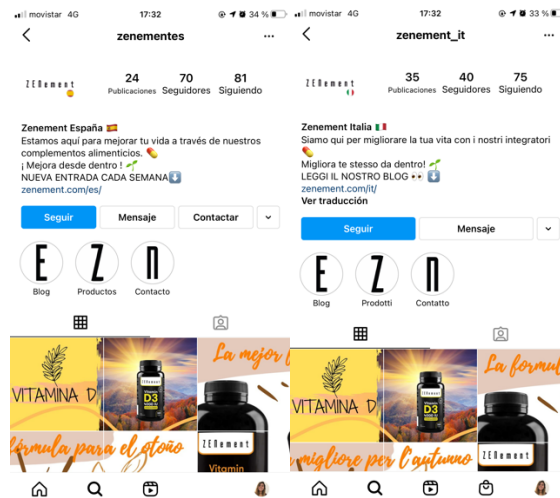 movistar 4G 17:32 34 %
zenementes
ZENement
24 70 81
Publicaciones Seguidores Siguiendo
Zenement España
Estamos aquí para mejorar tu vida a través de nuestros
complementos alimenticios.
¡ Mejora desde dentro !
NUEVA ENTRADA CADA SEMANA
zenement.com/es/
Seguir Mensaje Contactar
E Z n
Blog Productos Contacto
VITAMINA D
ZENement
D3
La mejor
fórmula para el otoño
ZENement
Vitamin
movistar 4G 17:32 33 %
zenement_it
ZENement
35 40 75
Publicaciones Seguidores Siguiendo
Zenement Italia
Siamo qui per migliorare la tua vita con i nostri integratori
Migliora te stesso da dentro!
LEGGI IL NOSTRO BLOG
zenement.com/it/
Ver traducción
Seguir Mensaje
E Z n
Blog Prodotti Contatto
VITAMINA D
ZENement
D3
La formul
migliore per l'autunno
ZENement